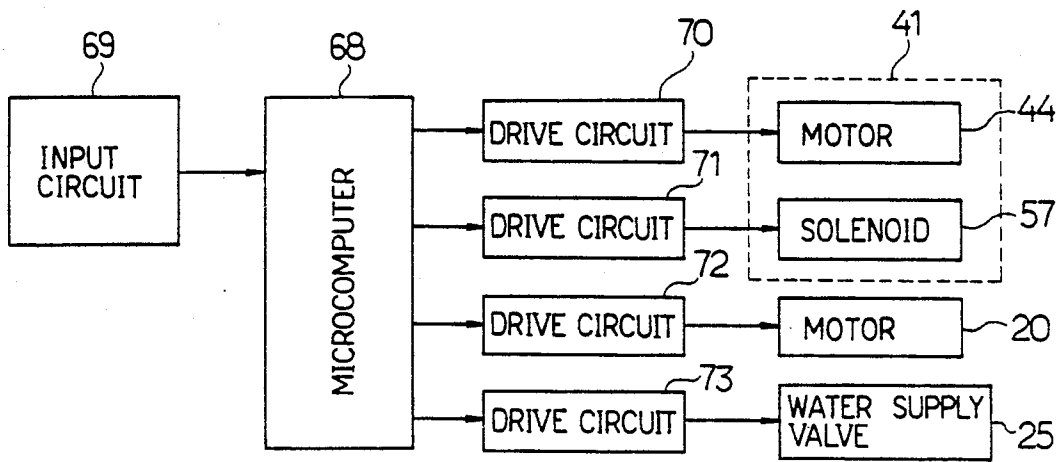 69
68
70
41
INPUT
CIRCUIT
MICROCOMPUTER
DRIVE CIRCUIT
MOTOR
44
71
DRIVE CIRCUIT
SOLENOID
57
72
DRIVE CIRCUIT
MOTOR
20
73
DRIVE CIRCUIT
WATER SUPPLY
VALVE
25